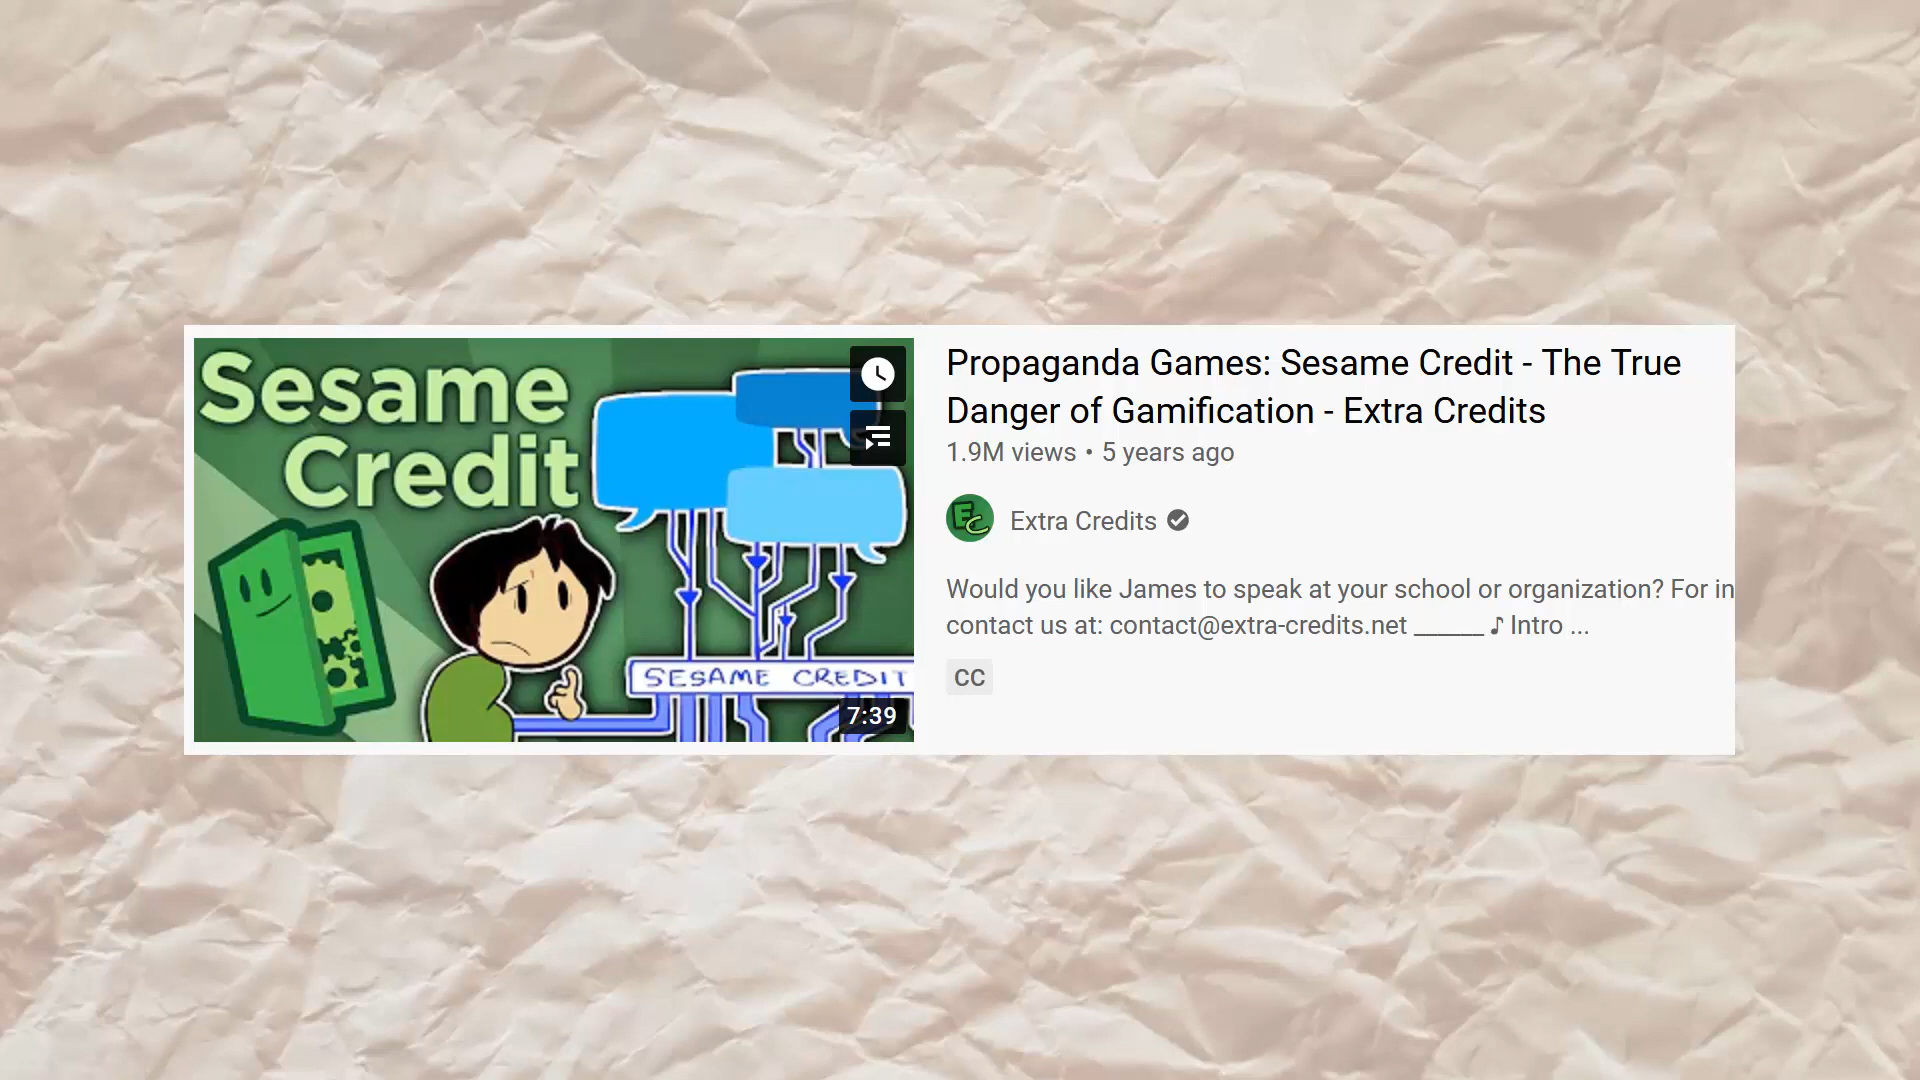 Sesame
Credit
SESAME CREDIT
7:39
Propaganda Games: Sesame Credit - The True
Danger of Gamification - Extra Credits
1.9M views • 5 years ago
EC
Extra Credits
Would you like James to speak at your school or organization? For in
contact us at: contact@extra-credits.net ______ ♪ Intro ...
CC